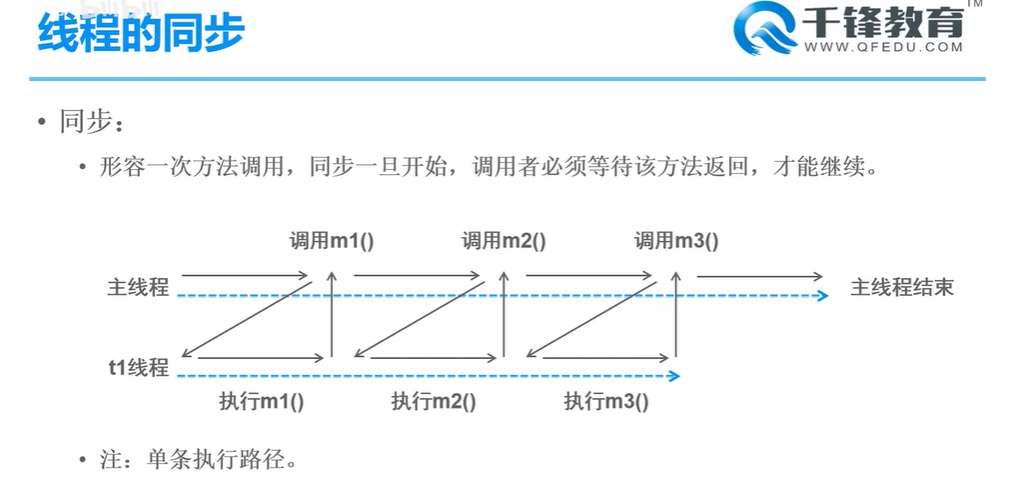 线程的同步
千锋教育 TM
WWW.QFEDU.COM
• 同步：
• 形容一次方法调用，同步一旦开始，调用者必须等待该方法返回，才能继续。
调用m1() 调用m2() 调用m3()
主线程 主线程结束
t1线程
执行m1() 执行m2() 执行m3()
• 注：单条执行路径。